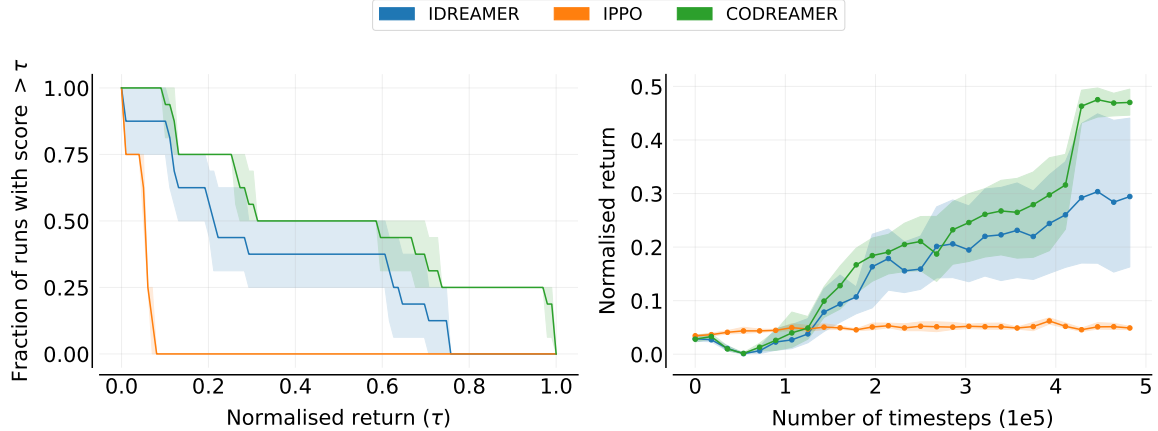 IDREAMER IPPO CODREAMER
Fraction of runs with score > τ
1.00
0.75
0.50
0.25
0.00
0.0 0.2 0.4 0.6 0.8 1.0
Normalised return (τ)
Normalised return
0.5
0.4
0.3
0.2
0.1
0.0
0 1 2 3 4 5
Number of timesteps (1e5)